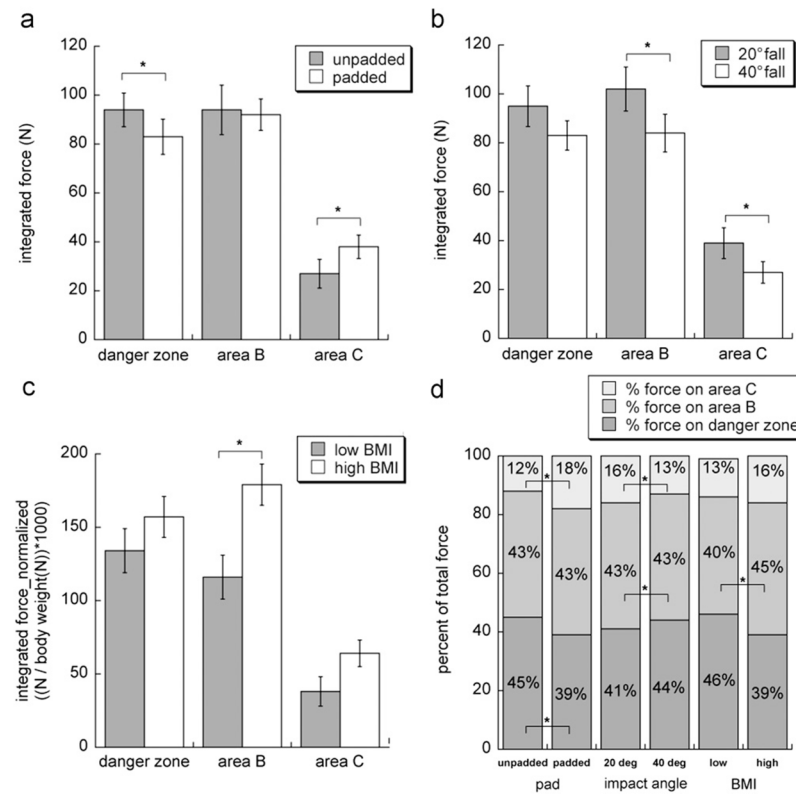 a
unpadded
padded
integrated force (N)
120
100
80
60
40
20
0
*
*
danger zone area B area C
b
20°fall
40°fall
integrated force (N)
120
100
80
60
40
20
0
*
*
danger zone area B area C
c
low BMI
high BMI
integrated force_normalized
((N / body weight(N))*1000)
200
150
100
50
0
*
danger zone area B area C
d
% force on area C
% force on area B
% force on danger zone
percent of total force
100
80
60
40
20
0
12% 18% 16% 13% 13% 16%
* *
43% 43% 43% 43% 40% 45%
* *
45% 39% 41% 44% 46% 39%
*
unpadded padded 20 deg 40 deg low high
pad impact angle BMI